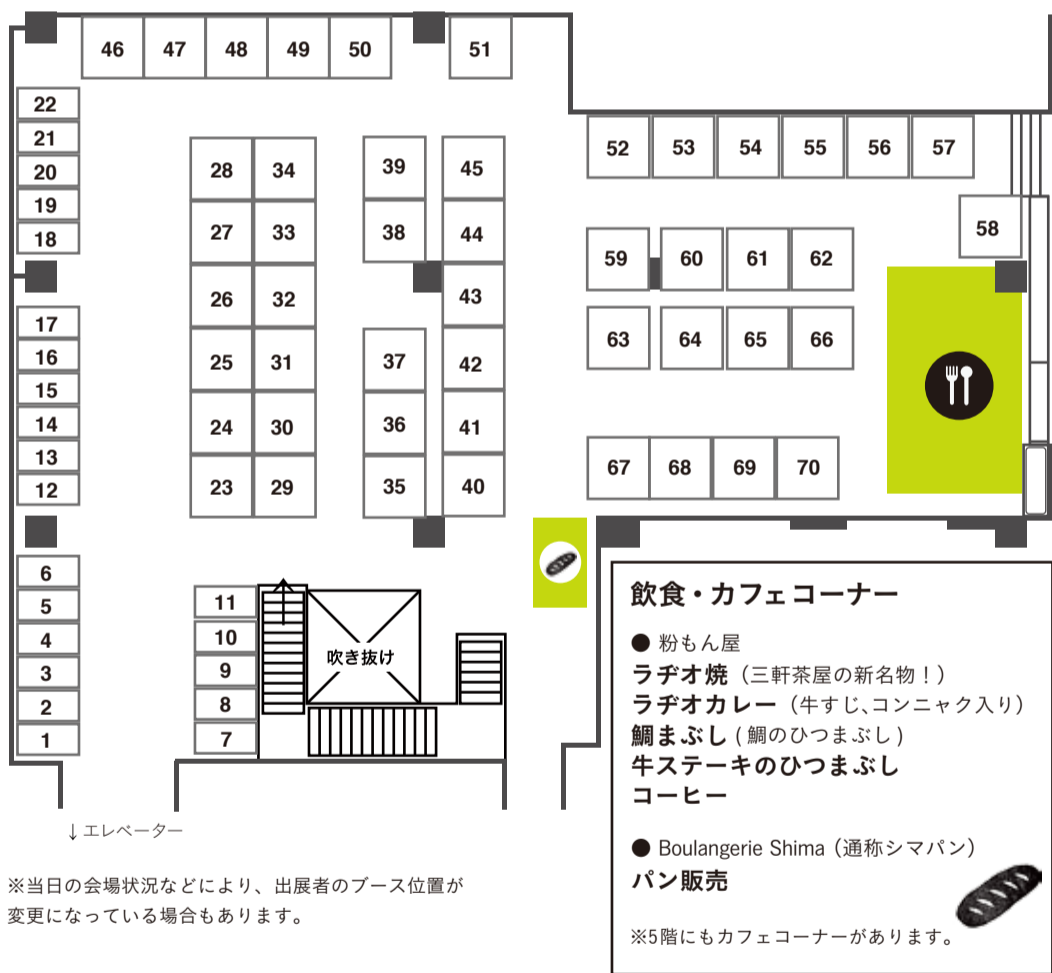 46 47 48 49 50 51
22
21
20
19
18
17
16
15
14
13
12
6
5
4
3
2
1
28 34
27 33
26 32
25 31
24 30
23 29
39 45
38 44
43
37 42
36 41
35 40
11
10
9
8
7
吹き抜け
52 53 54 55 56 57
58
59 60 61 62
63 64 65 66
67 68 69 70
↓エレベーター
※当日の会場状況などにより、出展者のブース位置が
変更になっている場合もあります。
飲食・カフェコーナー
● 粉もん屋
ラヂオ焼（三軒茶屋の新名物！）
ラヂオカレー（牛すじ、コンニャク入り）
鯛まぶし（鯛のひつまぶし）
牛ステーキのひつまぶし
コーヒー
● Boulangerie Shima（通称シマパン）
パン販売
※5階にもカフェコーナーがあります。